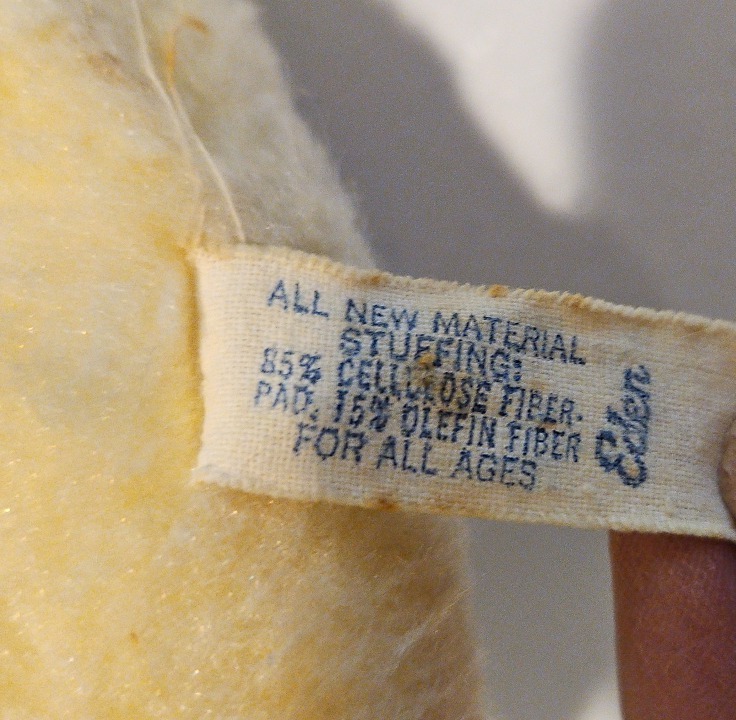 ALL NEW MATERIAL
STUFFING:
85% CELLULOSE FIBER.
PAD. 15% OLEFIN FIBER
FOR ALL AGES
Eden